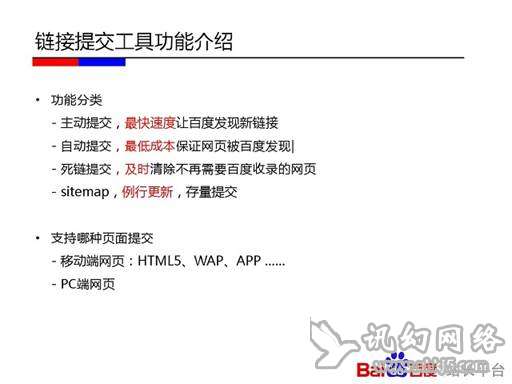 链接提交工具功能介绍
• 功能分类
- 主动提交，最快速度让百度发现新链接
- 自动提交，最低成本保证网页被百度发现
- 死链提交，及时清除不再需要百度收录的网页
- sitemap，例行更新，存量提交
• 支持哪种页面提交
- 移动端网页：HTML5、WAP、APP ......
- PC端网页
讯幻网络
Bai 百度 站长平台